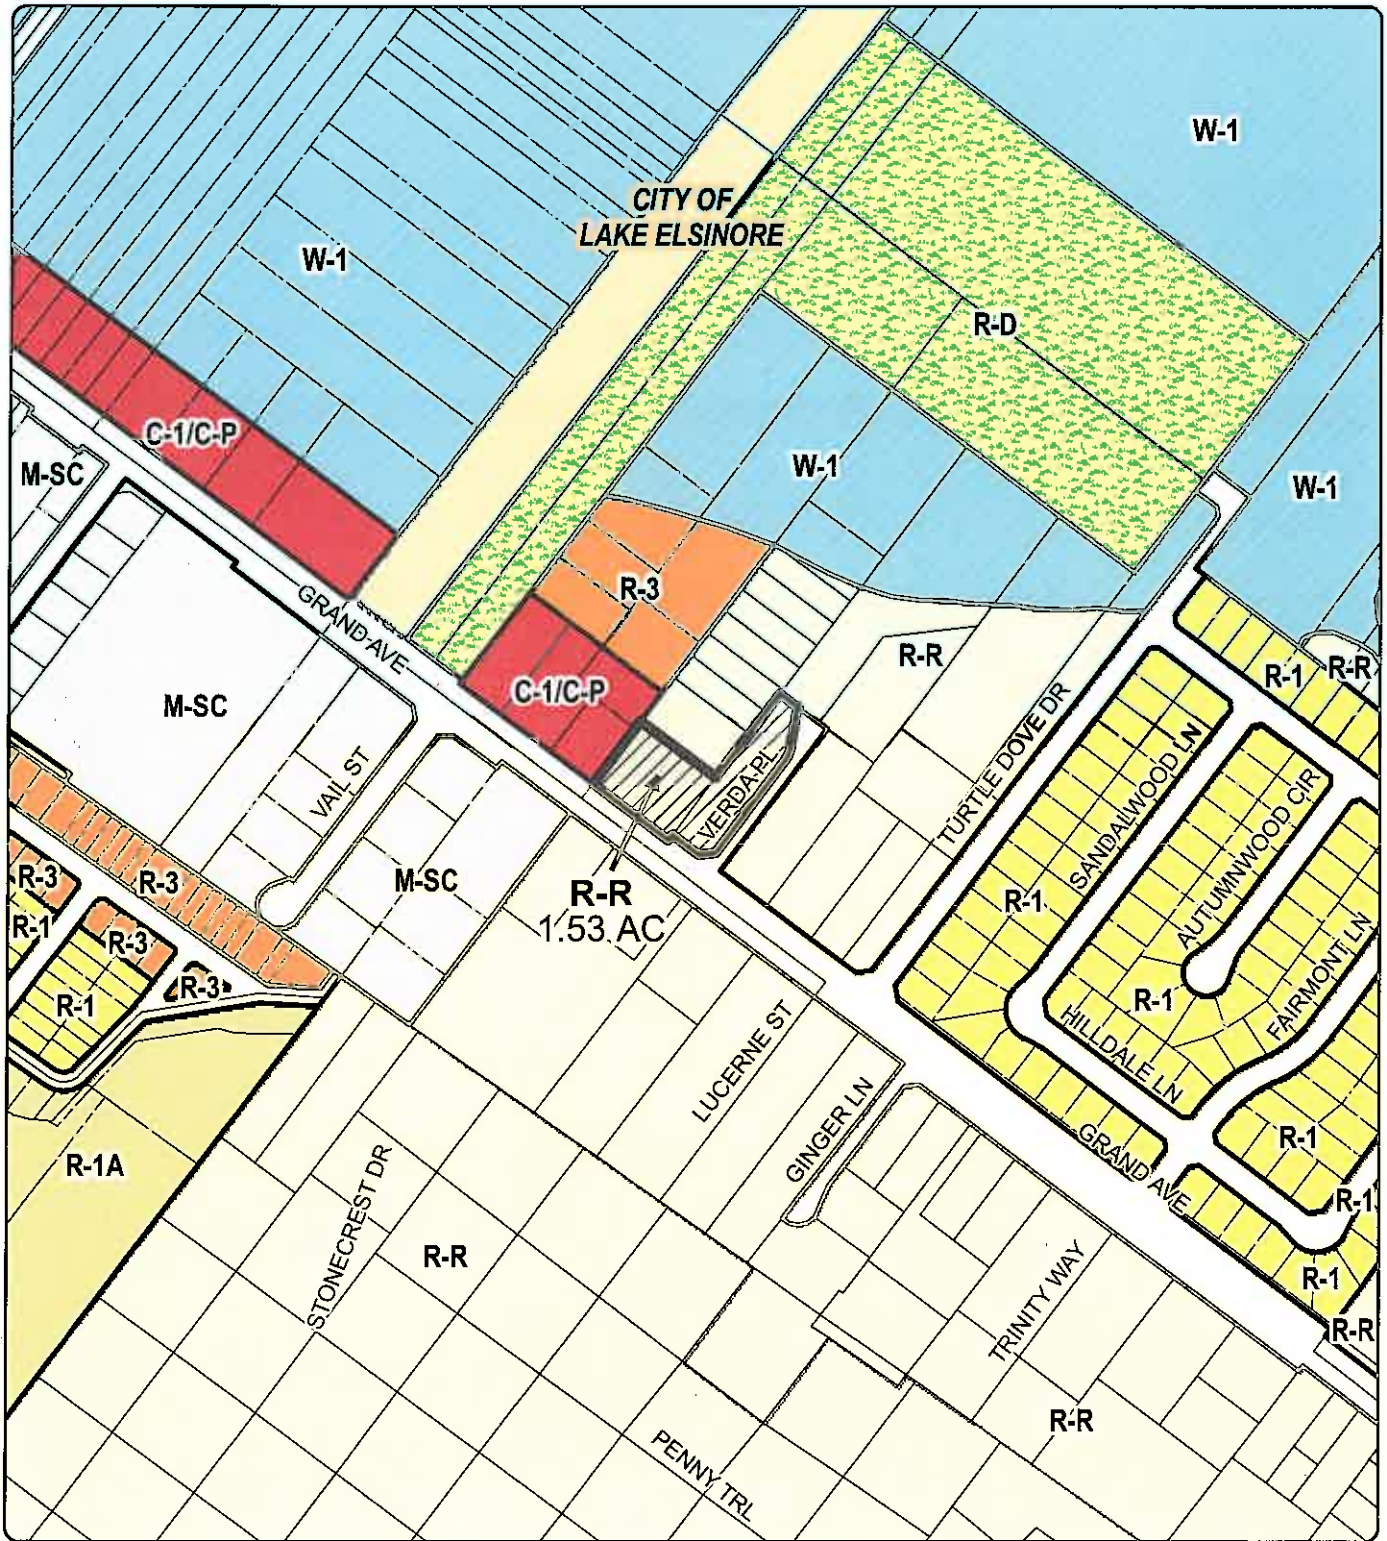 W-1
CITY OF
LAKE ELSINORE
W-1
R-D
C-1/C-P
M-SC
W-1
W-1
R-3
GRAND AVE
R-R
R-1
R-R
C-1/C-P
M-SC
VAIL ST
VERDA PL
TURTLE DOVE DR
SANDALWOOD LN
AUTUMNWOOD CIR
R-3
R-3
M-SC
R-R
1.53 AC
R-1
R-1
R-3
R-3
R-1
R-1
FAIRMONT LN
HILLDALE LN
LUCERNE ST
GINGER LN
GRAND AVE
R-1
R-1A
STONECREST DR
R-1
R-R
TRINITY WAY
R-1
R-R
R-R
PENNY TRL